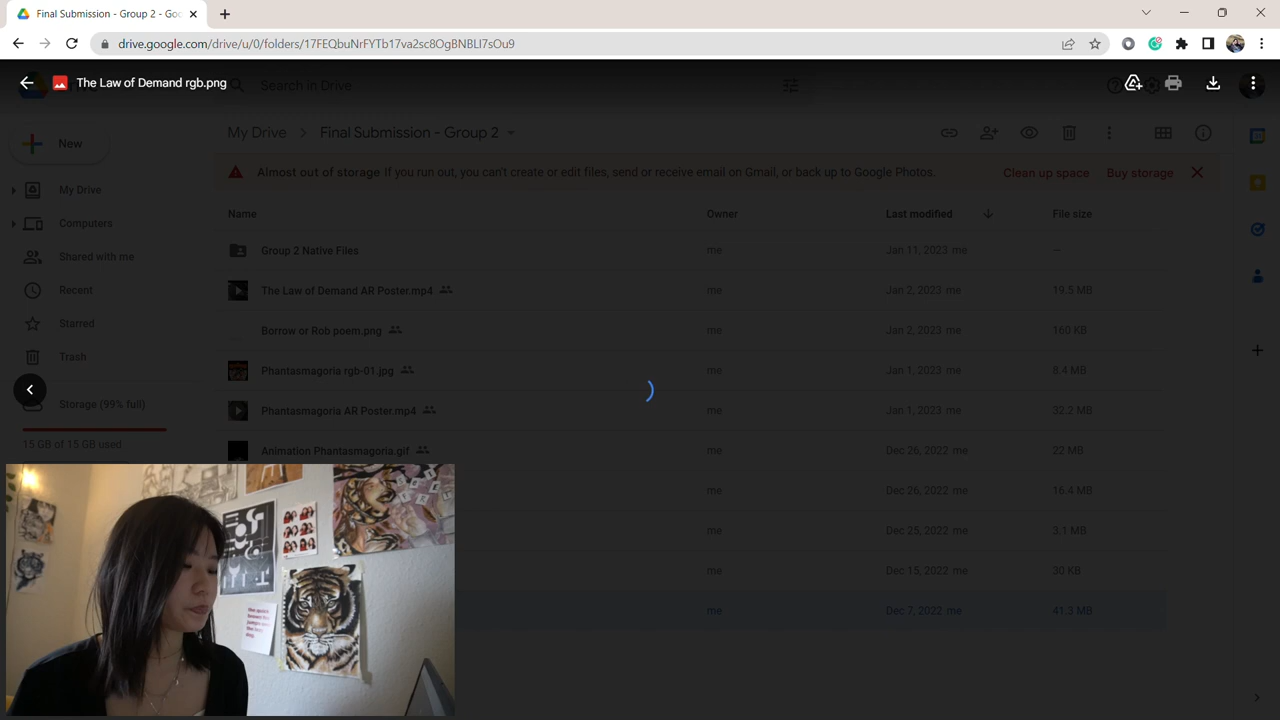 Final Submission - Group 2 - Goo
drive.google.com/drive/u/0/folders/17FEQbuNrFYTb17va2sc8OgBNBLI7sOu9
The Law of Demand rgb.png
Search in Drive
New
My Drive
Computers
Shared with me
Recent
Starred
Trash
Storage (99% full)
15 GB of 15 GB used
My Drive > Final Submission - Group 2
Almost out of storage If you run out, you can't create or edit files, send or receive email on Gmail, or back up to Google Photos. Clean up space Buy storage
Name Owner Last modified File size
Group 2 Native Files me Jan 11, 2023 me —
The Law of Demand AR Poster.mp4 me Jan 2, 2023 me 19.5 MB
Borrow or Rob poem.png me Jan 2, 2023 me 160 KB
Phantasmagoria rgb-01.jpg me Jan 1, 2023 me 8.4 MB
Phantasmagoria AR Poster.mp4 me Jan 1, 2023 me 32.2 MB
Animation Phantasmagoria.gif me Dec 26, 2022 me 22 MB
me Dec 26, 2022 me 16.4 MB
me Dec 25, 2022 me 3.1 MB
me Dec 15, 2022 me 30 KB
me Dec 7, 2022 me 41.3 MB